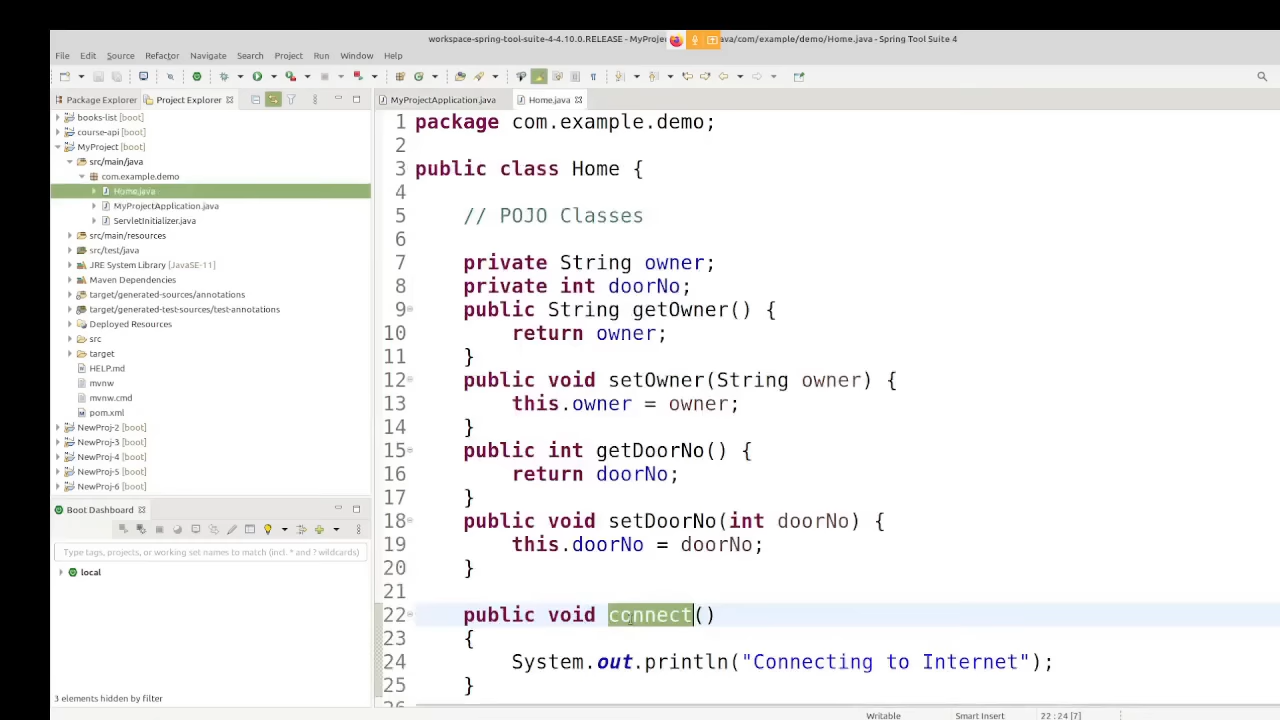 workspace-spring-tool-suite-4-4.10.0.RELEASE - MyProje ava/com/example/demo/Home.java - Spring Tool Suite 4
File Edit Source Refactor Navigate Search Project Run Window Help
Package Explorer Project Explorer
books-list [boot]
course-api [boot]
MyProject [boot]
src/main/java
com.example.demo
Home.java
MyProjectApplication.java
ServletInitializer.java
src/main/resources
src/test/java
JRE System Library [JavaSE-11]
Maven Dependencies
target/generated-sources/annotations
target/generated-test-sources/test-annotations
Deployed Resources
src
target
HELP.md
mvnw
mvnw.cmd
pom.xml
NewProj-2 [boot]
NewProj-3 [boot]
NewProj-4 [boot]
NewProj-5 [boot]
NewProj-6 [boot]
Boot Dashboard
Type tags, projects, or working set names to match (incl. * and ? wildcards)
local
3 elements hidden by filter
MyProjectApplication.java Home.java
1 package com.example.demo;
2
3 public class Home {
4
5 // POJO Classes
6
7 private String owner;
8 private int doorNo;
9 public String getOwner() {
10 return owner;
11 }
12 public void setOwner(String owner) {
13 this.owner = owner;
14 }
15 public int getDoorNo() {
16 return doorNo;
17 }
18 public void setDoorNo(int doorNo) {
19 this.doorNo = doorNo;
20 }
21
22 public void connect()
23 {
24 System.out.println("Connecting to Internet");
25 }
26
Writable Smart Insert 22 : 24 [7]